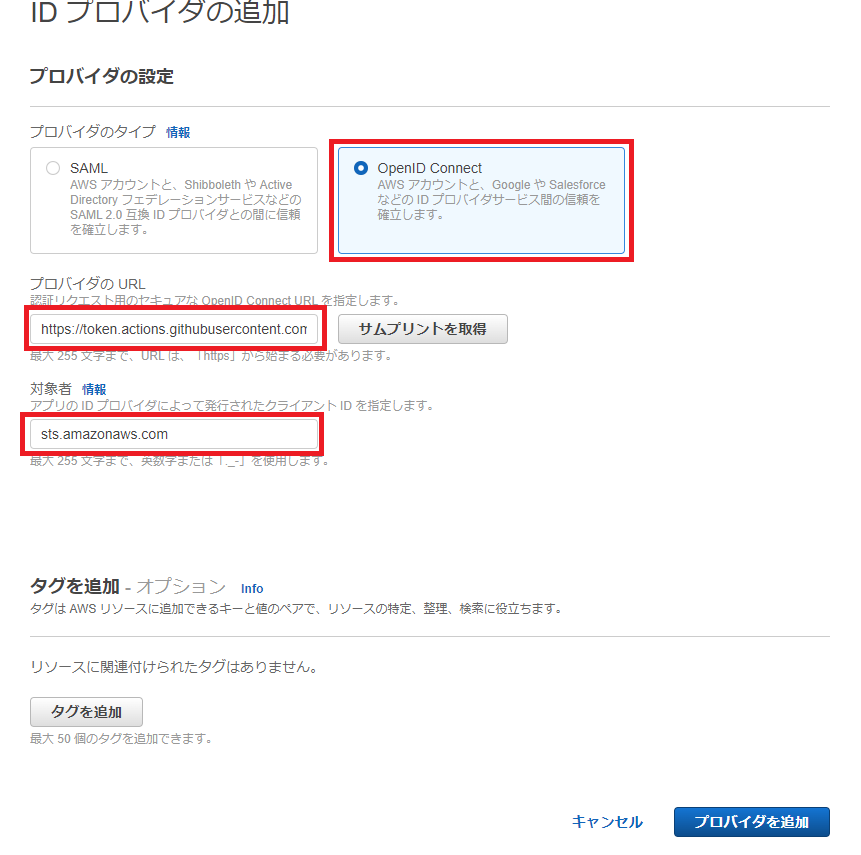 ID プロバイダの追加
プロバイダの設定
プロバイダのタイプ 情報
SAML
AWS アカウントと、Shibboleth や Active
Directory フェデレーションサービスなどの
SAML 2.0 互換 ID プロバイダとの間に信頼
を確立します。
OpenID Connect
AWS アカウントと、Google や Salesforce
などの ID プロバイダサービス間の信頼を
確立します。
プロバイダの URL
認証リクエスト用のセキュアな OpenID Connect URL を指定します。
https://token.actions.githubusercontent.com
サムプリントを取得
最大 255 文字まで、URL は、「https」から始まる必要があります。
対象者 情報
アプリの ID プロバイダによって発行されたクライアント ID を指定します。
sts.amazonaws.com
最大 255 文字まで、英数字または「._-」を使用します。
タグを追加 - オプション Info
タグは AWS リソースに追加できるキーと値のペアで、リソースの特定、整理、検索に役立ちます。
リソースに関連付けられたタグはありません。
タグを追加
最大 50 個のタグを追加できます。
キャンセル
プロバイダを追加